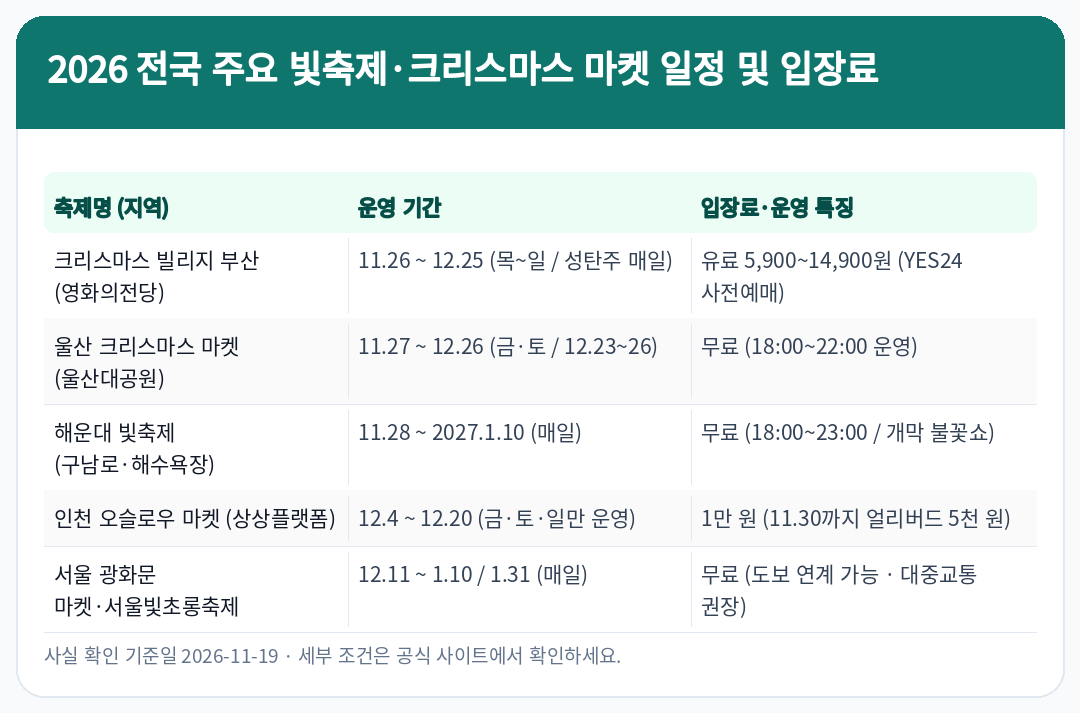 2026 전국 주요 빛축제·크리스마스 마켓 일정 및 입장료
축제명 (지역)
운영 기간
입장료·운영 특징
크리스마스 빌리지 부산
(영화의전당)
11.26 ~ 12.25 (목~일 / 성탄주 매일)
유료 5,900~14,900원 (YES24
사전예매)
울산 크리스마스 마켓
(울산대공원)
11.27 ~ 12.26 (금·토 / 12.23~26)
무료 (18:00~22:00 운영)
해운대 빛축제
(구남로·해수욕장)
11.28 ~ 2027.1.10 (매일)
무료 (18:00~23:00 / 개막 불꽃쇼)
인천 오슬로우 마켓 (상상플랫폼)
12.4 ~ 12.20 (금·토·일만 운영)
1만 원 (11.30까지 얼리버드 5천 원)
서울 광화문
마켓·서울빛초롱축제
12.11 ~ 1.10 / 1.31 (매일)
무료 (도보 연계 가능 · 대중교통
권장)
사실 확인 기준일 2026-11-19 · 세부 조건은 공식 사이트에서 확인하세요.